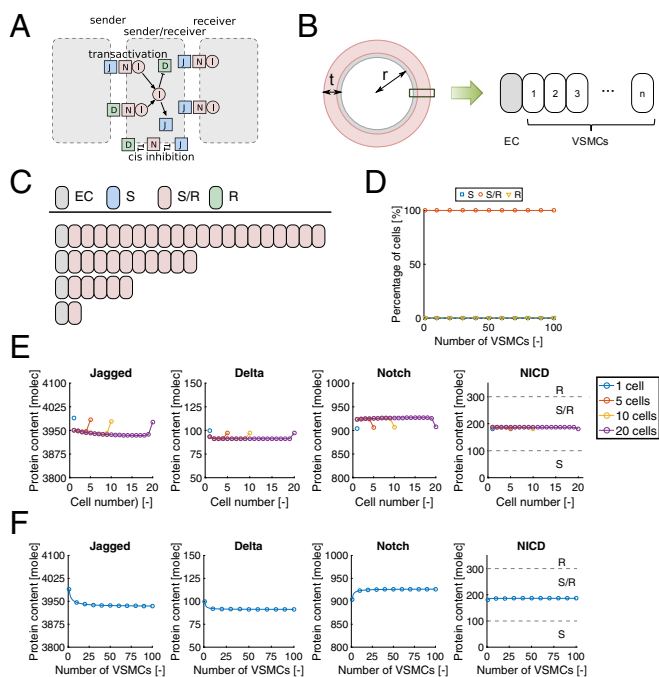 A
sender
sender/receiver
receiver
transactivation
J N I
D
J N I
I
D N I
J N I
J
D N J
cis inhibition
B
t
r
1 2 3 ... n
EC
VSMCs
C
EC S S/R R
D
S S/R R
Percentage of cells [%]
100
50
0
0 50 100
Number of VSMCs [-]
E
Jagged
Protein content [molec]
4100
4025
3950
3875
3800
0 5 10 15 20
Cell number) [-]
Delta
Protein content [molec]
150
100
50
0 5 10 15 20
Cell number [-]
Notch
Protein content [molec]
1000
950
900
850
800
0 5 10 15 20
Cell number [-]
NICD
Protein content [molec]
300
200
100
0
R
S/R
S
0 5 10 15 20
Cell number [-]
1 cell
5 cells
10 cells
20 cells
F
Jagged
Protein content [molec]
4100
4025
3950
3875
3800
0 25 50 75 100
Number of VSMCs [-]
Delta
Protein content [molec]
150
100
50
0 25 50 75 100
Number of VSMCs [-]
Notch
Protein content [molec]
1000
950
900
850
800
0 25 50 75 100
Number of VSMCs [-]
NICD
Protein content [molec]
300
200
100
0
R
S/R
S
0 25 50 75 100
Number of VSMCs [-]